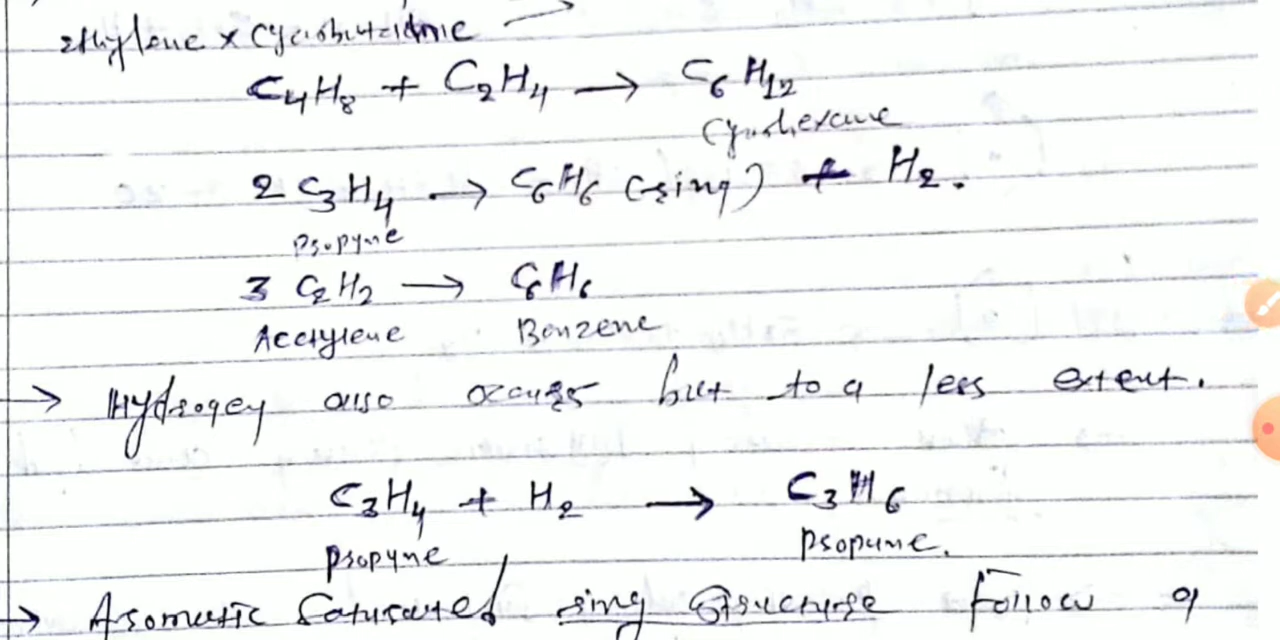 ethylene x cyclobutadiene →
C₄H₈ + C₂H₄ → C₆H₁₂
cyclohexane
2 C₃H₄ → C₆H₆ (ring) + H₂.
Propyne
3 C₂H₂ → C₆H₆
Acetylene Benzene
→ Hydrogen also occurs but to a less extent.
C₃H₄ + H₂ → C₃H₆
propyne propane.
→ Aromatic Saturated ring structure follow a